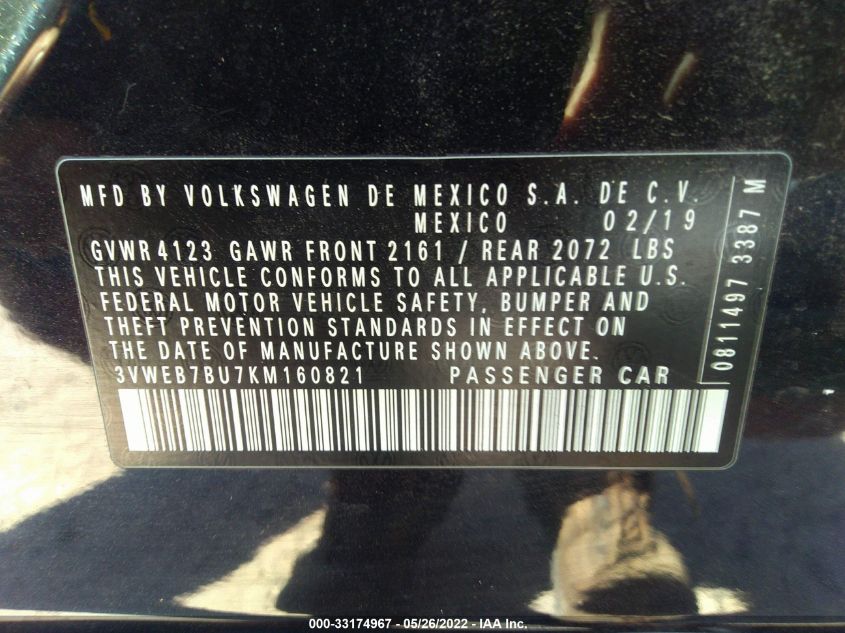 MFD BY VOLKSWAGEN DE MEXICO S.A. DE C.V.
MEXICO 02/19
GVWR 4123 GAWR FRONT 2161 / REAR 2072 LBS
THIS VEHICLE CONFORMS TO ALL APPLICABLE U.S.
FEDERAL MOTOR VEHICLE SAFETY, BUMPER AND
THEFT PREVENTION STANDARDS IN EFFECT ON
THE DATE OF MANUFACTURE SHOWN ABOVE.
3VWEB7BU7KM160821 PASSENGER CAR
0811497 3387 M
000-33174967 - 05/26/2022 - IAA Inc.